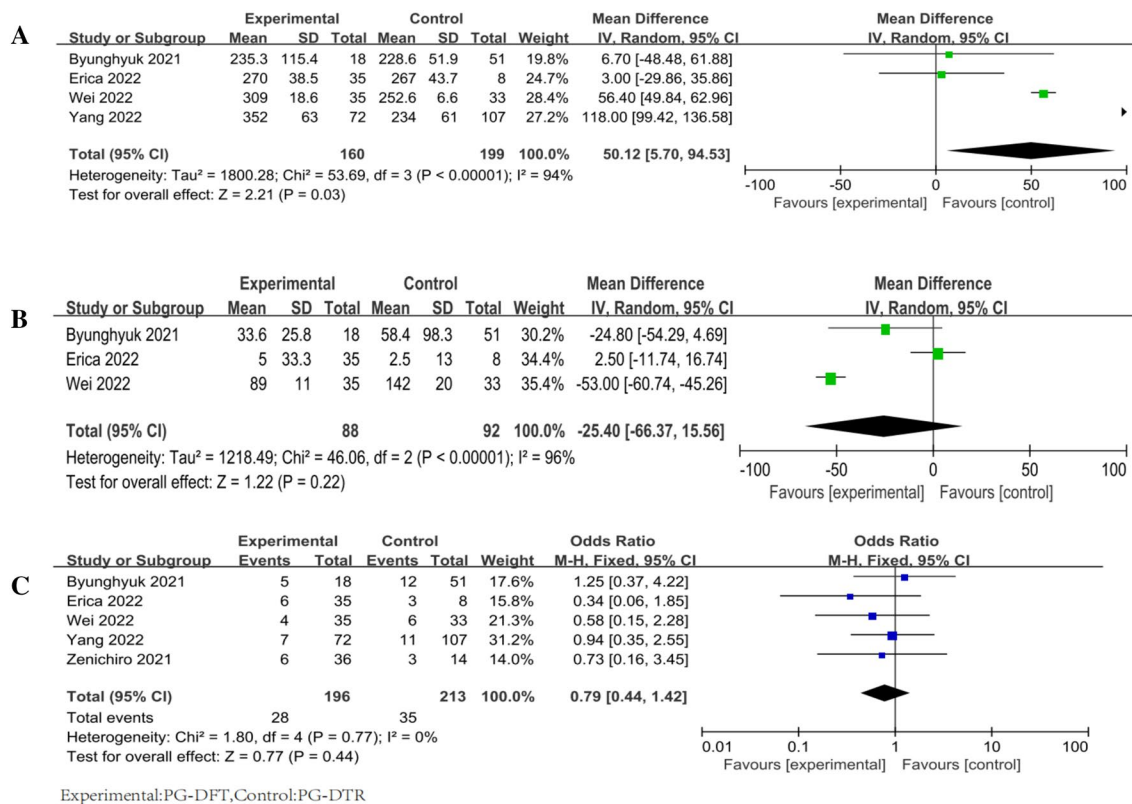 A
Experimental Control Mean Difference Mean Difference
Study or Subgroup Mean SD Total Mean SD Total Weight IV, Random, 95% CI IV, Random, 95% CI
Byunghyuk 2021 235.3 115.4 18 228.6 51.9 51 19.8% 6.70 [-48.48, 61.88]
Erica 2022 270 38.5 35 267 43.7 8 24.7% 3.00 [-29.86, 35.86]
Wei 2022 309 18.6 35 252.6 6.6 33 28.4% 56.40 [49.84, 62.96]
Yang 2022 352 63 72 234 61 107 27.2% 118.00 [99.42, 136.58]
Total (95% CI) 160 199 100.0% 50.12 [5.70, 94.53]
Heterogeneity: Tau² = 1800.28; Chi² = 53.69, df = 3 (P < 0.00001); I² = 94%
Test for overall effect: Z = 2.21 (P = 0.03)
-100 -50 0 50 100
Favours [experimental] Favours [control]
B
Experimental Control Mean Difference Mean Difference
Study or Subgroup Mean SD Total Mean SD Total Weight IV, Random, 95% CI IV, Random, 95% CI
Byunghyuk 2021 33.6 25.8 18 58.4 98.3 51 30.2% -24.80 [-54.29, 4.69]
Erica 2022 5 33.3 35 2.5 13 8 34.4% 2.50 [-11.74, 16.74]
Wei 2022 89 11 35 142 20 33 35.4% -53.00 [-60.74, -45.26]
Total (95% CI) 88 92 100.0% -25.40 [-66.37, 15.56]
Heterogeneity: Tau² = 1218.49; Chi² = 46.06, df = 2 (P < 0.00001); I² = 96%
Test for overall effect: Z = 1.22 (P = 0.22)
-100 -50 0 50 100
Favours [experimental] Favours [control]
C
Experimental Control Odds Ratio Odds Ratio
Study or Subgroup Events Total Events Total Weight M-H, Fixed, 95% CI M-H, Fixed, 95% CI
Byunghyuk 2021 5 18 12 51 17.6% 1.25 [0.37, 4.22]
Erica 2022 6 35 3 8 15.8% 0.34 [0.06, 1.85]
Wei 2022 4 35 6 33 21.3% 0.58 [0.15, 2.28]
Yang 2022 7 72 11 107 31.2% 0.94 [0.35, 2.55]
Zenichiro 2021 6 36 3 14 14.0% 0.73 [0.16, 3.45]
Total (95% CI) 196 213 100.0% 0.79 [0.44, 1.42]
Total events 28 35
Heterogeneity: Chi² = 1.80, df = 4 (P = 0.77); I² = 0%
Test for overall effect: Z = 0.77 (P = 0.44)
0.01 0.1 1 10 100
Favours [experimental] Favours [control]
Experimental:PG-DFT,Control:PG-DTR